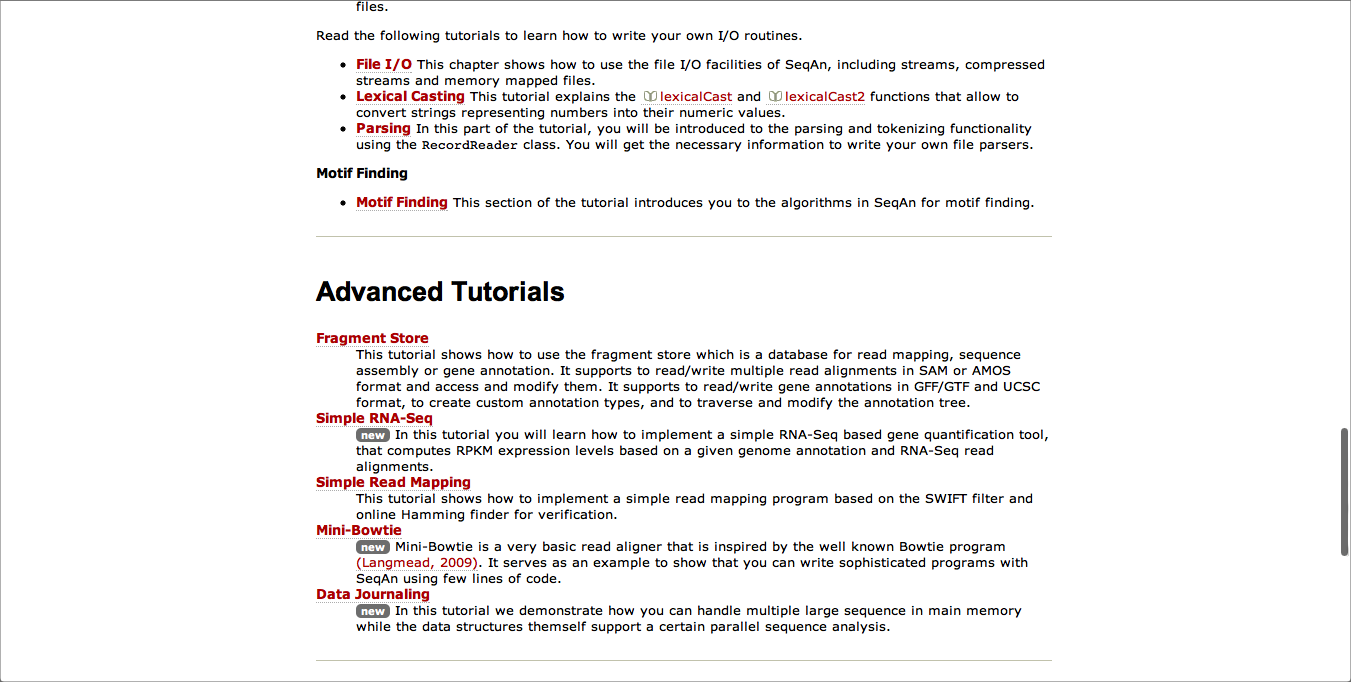 files.
Read the following tutorials to learn how to write your own I/O routines.
• File I/O This chapter shows how to use the file I/O facilities of SeqAn, including streams, compressed
streams and memory mapped files.
• Lexical Casting This tutorial explains the lexicalCast and lexicalCast2 functions that allow to
convert strings representing numbers into their numeric values.
• Parsing In this part of the tutorial, you will be introduced to the parsing and tokenizing functionality
using the RecordReader class. You will get the necessary information to write your own file parsers.
Motif Finding
• Motif Finding This section of the tutorial introduces you to the algorithms in SeqAn for motif finding.
Advanced Tutorials
Fragment Store
This tutorial shows how to use the fragment store which is a database for read mapping, sequence
assembly or gene annotation. It supports to read/write multiple read alignments in SAM or AMOS
format and access and modify them. It supports to read/write gene annotations in GFF/GTF and UCSC
format, to create custom annotation types, and to traverse and modify the annotation tree.
Simple RNA-Seq
new In this tutorial you will learn how to implement a simple RNA-Seq based gene quantification tool,
that computes RPKM expression levels based on a given genome annotation and RNA-Seq read
alignments.
Simple Read Mapping
This tutorial shows how to implement a simple read mapping program based on the SWIFT filter and
online Hamming finder for verification.
Mini-Bowtie
new Mini-Bowtie is a very basic read aligner that is inspired by the well known Bowtie program
(Langmead, 2009). It serves as an example to show that you can write sophisticated programs with
SeqAn using few lines of code.
Data Journaling
new In this tutorial we demonstrate how you can handle multiple large sequence in main memory
while the data structures themself support a certain parallel sequence analysis.